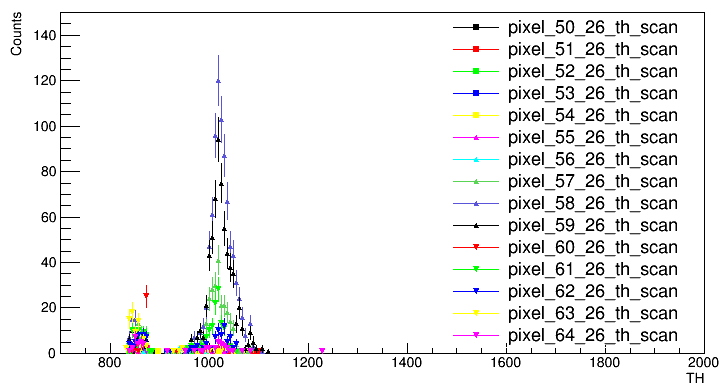 Counts
140
120
100
80
60
40
20
0
800
1000
1200
1400
1600
1800
2000
TH
pixel_50_26_th_scan
pixel_51_26_th_scan
pixel_52_26_th_scan
pixel_53_26_th_scan
pixel_54_26_th_scan
pixel_55_26_th_scan
pixel_56_26_th_scan
pixel_57_26_th_scan
pixel_58_26_th_scan
pixel_59_26_th_scan
pixel_60_26_th_scan
pixel_61_26_th_scan
pixel_62_26_th_scan
pixel_63_26_th_scan
pixel_64_26_th_scan